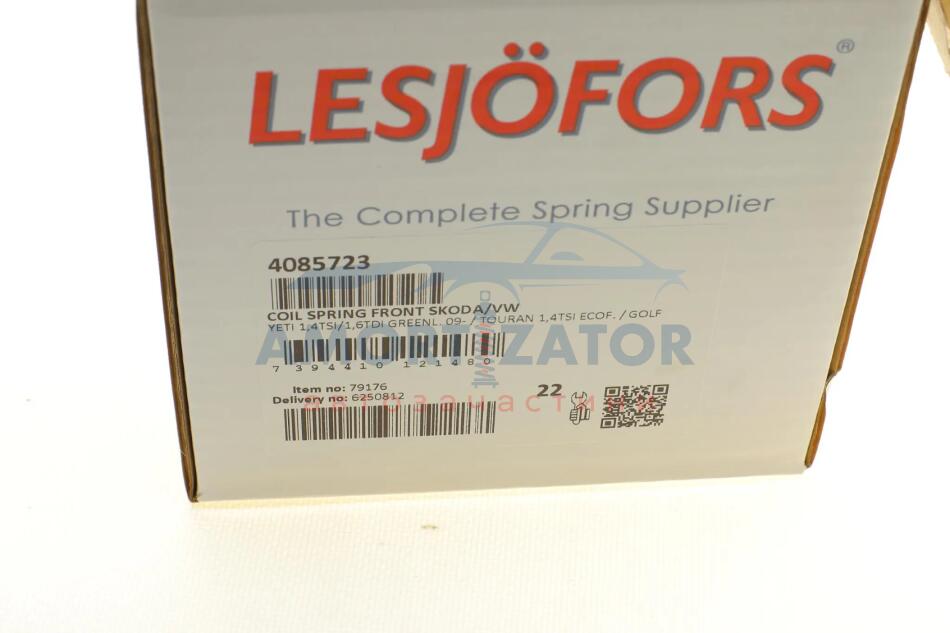 LESJÖFORS®
The Complete Spring Supplier
4085723
COIL SPRING FRONT SKODA/VW
YETI 1,4TSI/1,6TDI GREENL. 09- / TOURAN 1,4TSI ECOF. / GOLF
AMORTIZATOR
7 394410 121480
Item no: 79176
22
Delivery no: 6250812
автозапчастини